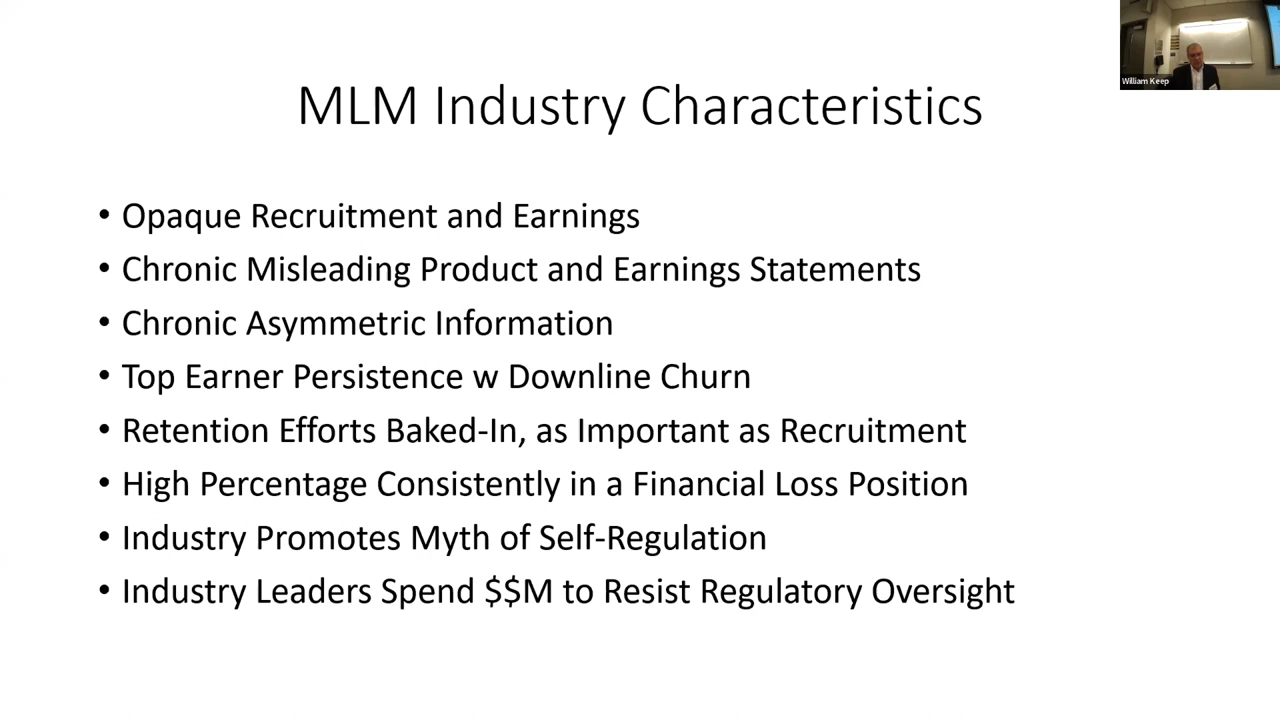 William Keep
MLM Industry Characteristics
• Opaque Recruitment and Earnings
• Chronic Misleading Product and Earnings Statements
• Chronic Asymmetric Information
• Top Earner Persistence w Downline Churn
• Retention Efforts Baked-In, as Important as Recruitment
• High Percentage Consistently in a Financial Loss Position
• Industry Promotes Myth of Self-Regulation
• Industry Leaders Spend $$M to Resist Regulatory Oversight